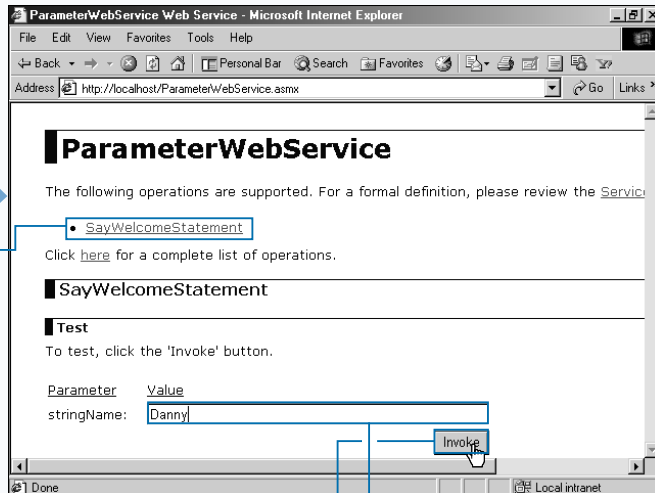 ParameterWebService Web Service - Microsoft Internet Explorer
File Edit View Favorites Tools Help
Back Personal Bar Search Favorites
Address http://localhost/ParameterWebService.asmx Go Links
ParameterWebService
The following operations are supported. For a formal definition, please review the Servic
SayWelcomeStatement
Click here for a complete list of operations.
SayWelcomeStatement
Test
To test, click the 'Invoke' button.
Parameter Value
stringName: Danny
Invoke
Done Local intranet